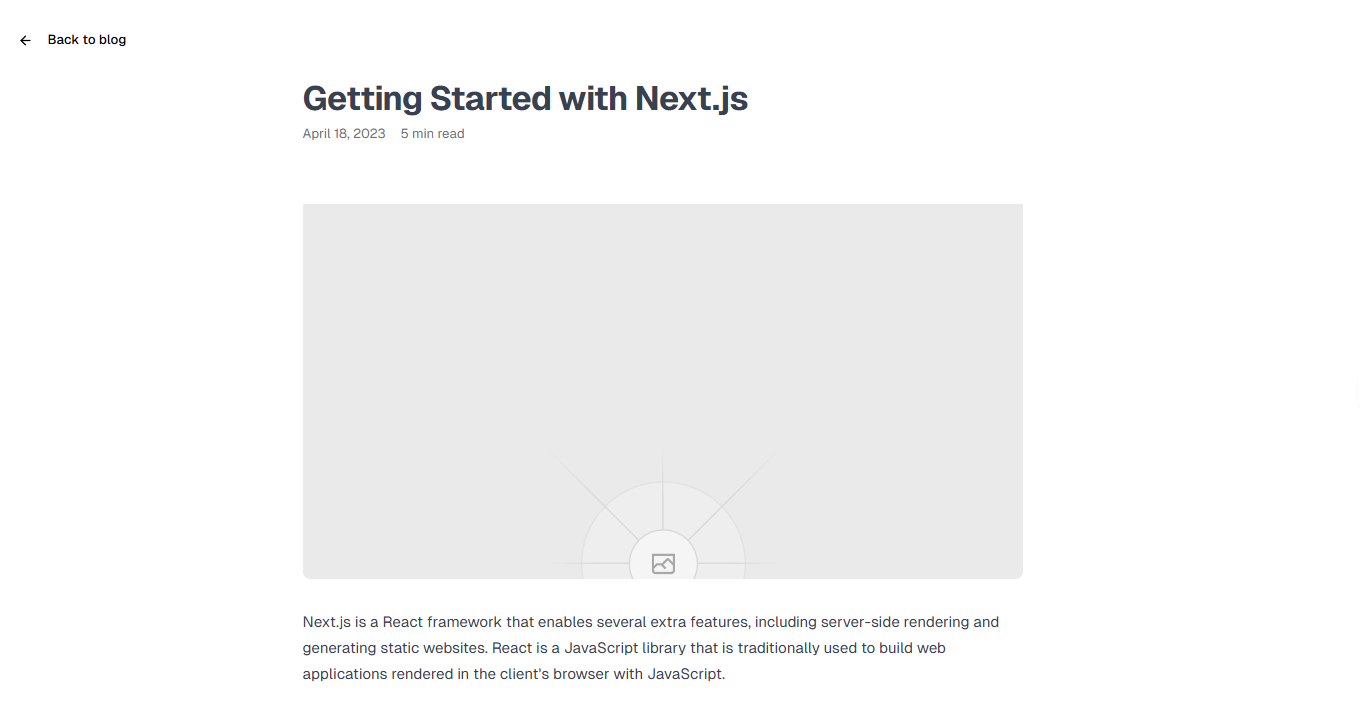 Back to blog
Getting Started with Next.js
April 18, 2023 5 min read
Next.js is a React framework that enables several extra features, including server-side rendering and
generating static websites. React is a JavaScript library that is traditionally used to build web
applications rendered in the client's browser with JavaScript.